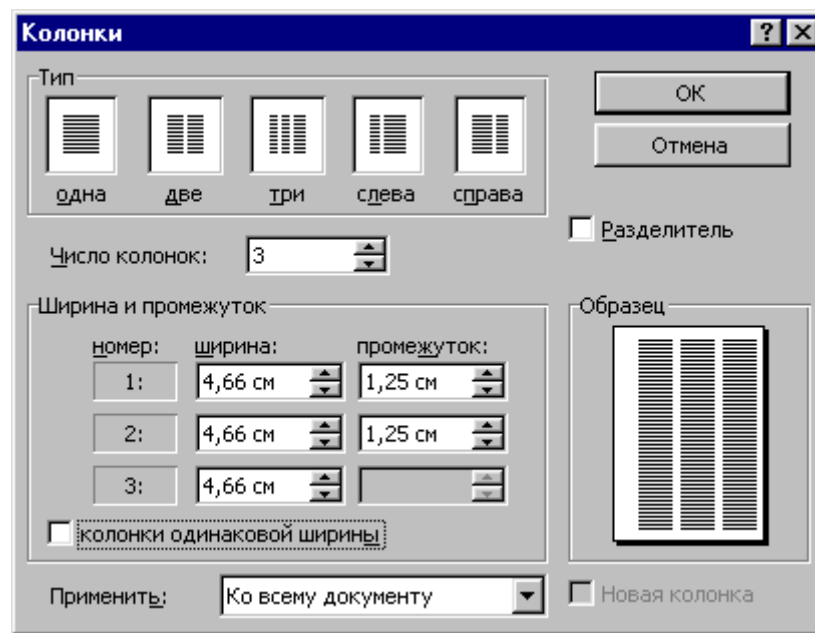 Колонки
Тип
одна две три слева справа
ОК
Отмена
Число колонок: 3
Разделитель
Ширина и промежуток
номер: ширина: промежуток:
1: 4,66 см 1,25 см
2: 4,66 см 1,25 см
3: 4,66 см
колонки одинаковой ширины
Образец
Применить: Ко всему документу
Новая колонка